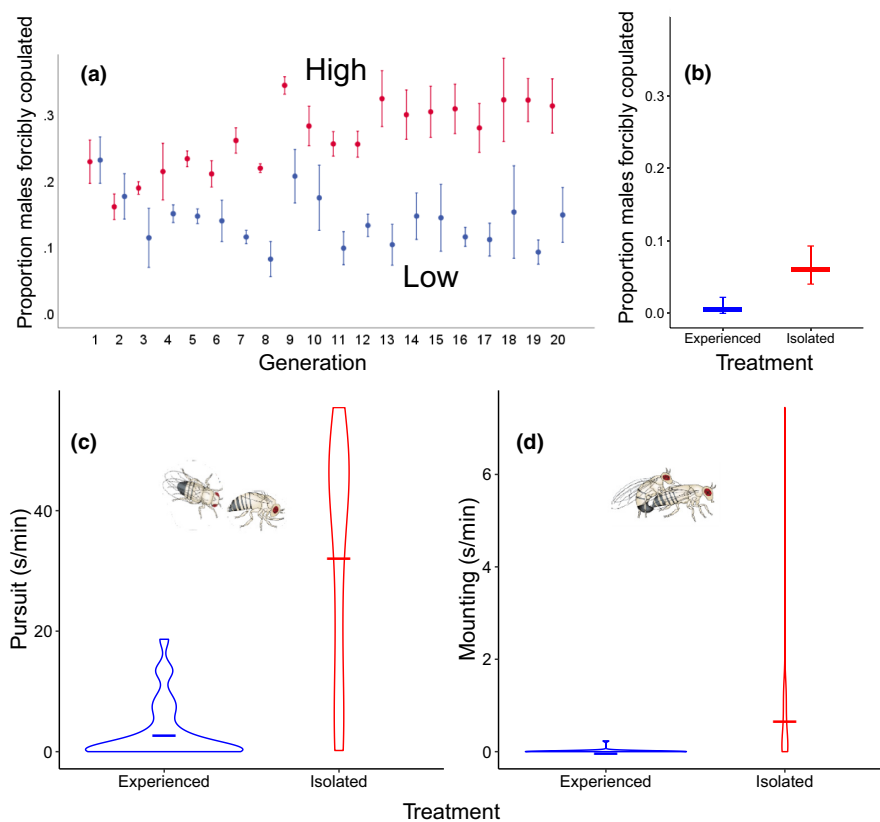 (a)
High
Low
Proportion males forcibly copulated
.3
.2
.1
.0
1 2 3 4 5 6 7 8 9 10 11 12 13 14 15 16 17 18 19 20
Generation
(b)
Proportion males forcibly copulated
0.3
0.2
0.1
0.0
Experienced Isolated
Treatment
(c)
Pursuit (s/min)
40
20
0
Experienced Isolated
(d)
Mounting (s/min)
6
4
2
0
Experienced Isolated
Treatment